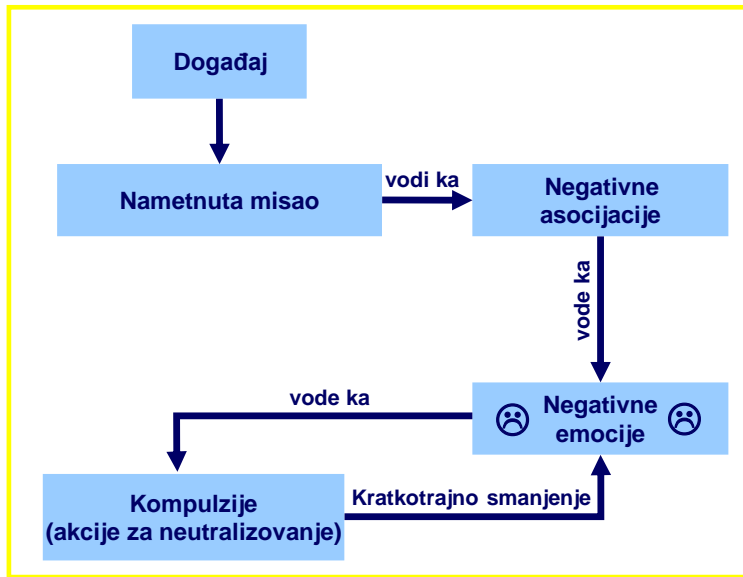 Događaj
Nametnuta misao
vodi ka
Negativne
asocijacije
vode ka
Negativne
emocije
vode ka
Kompulzije
(akcije za neutralizovanje)
Kratkotrajno smanjenje